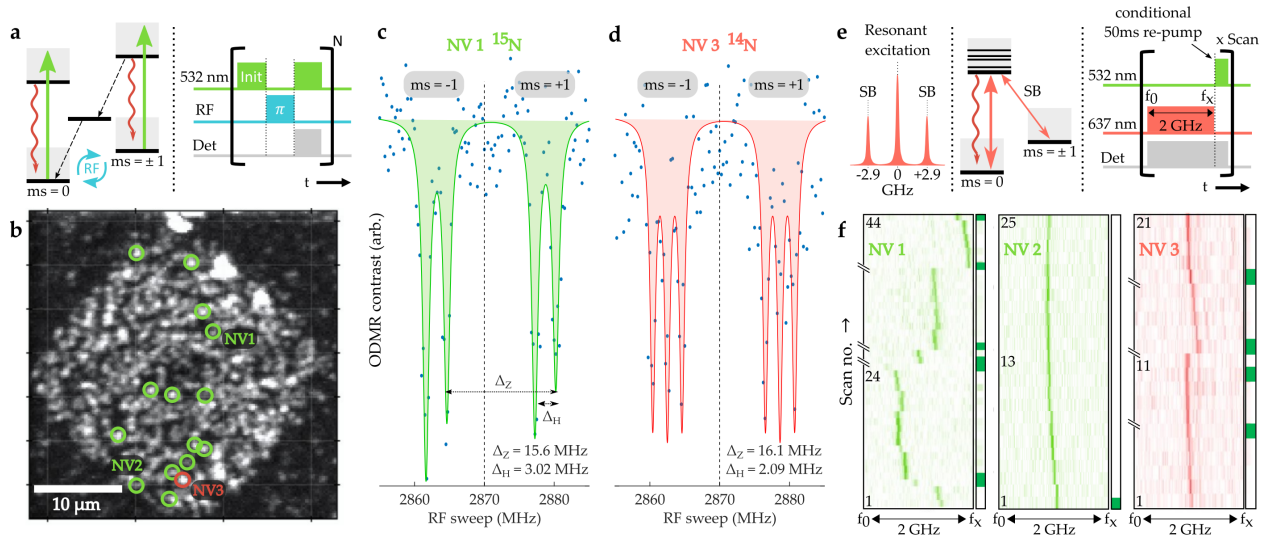 a
532 nm
RF
Det
Init
π
N
RF
ms = 0
ms = ± 1
t
b
NV1
NV2
NV3
10 μm
c
NV 1 ¹⁵N
ms = -1
ms = +1
ODMR contrast (arb.)
Δ_Z
Δ_H
Δ_Z = 15.6 MHz
Δ_H = 3.02 MHz
2860 2870 2880
RF sweep (MHz)
d
NV 3 ¹⁴N
ms = -1
ms = +1
Δ_Z = 16.1 MHz
Δ_H = 2.09 MHz
2860 2870 2880
RF sweep (MHz)
e
Resonant
excitation
SB
SB
-2.9 0 +2.9
GHz
SB
ms = ± 1
ms = 0
conditional
50ms re-pump
x Scan
532 nm
f₀ fₓ
2 GHz
637 nm
Det
t
f
Scan no. →
44
NV 1
24
1
25
NV 2
13
1
21
NV 3
11
1
f₀ 2 GHz fₓ
f₀ 2 GHz fₓ
f₀ 2 GHz fₓ